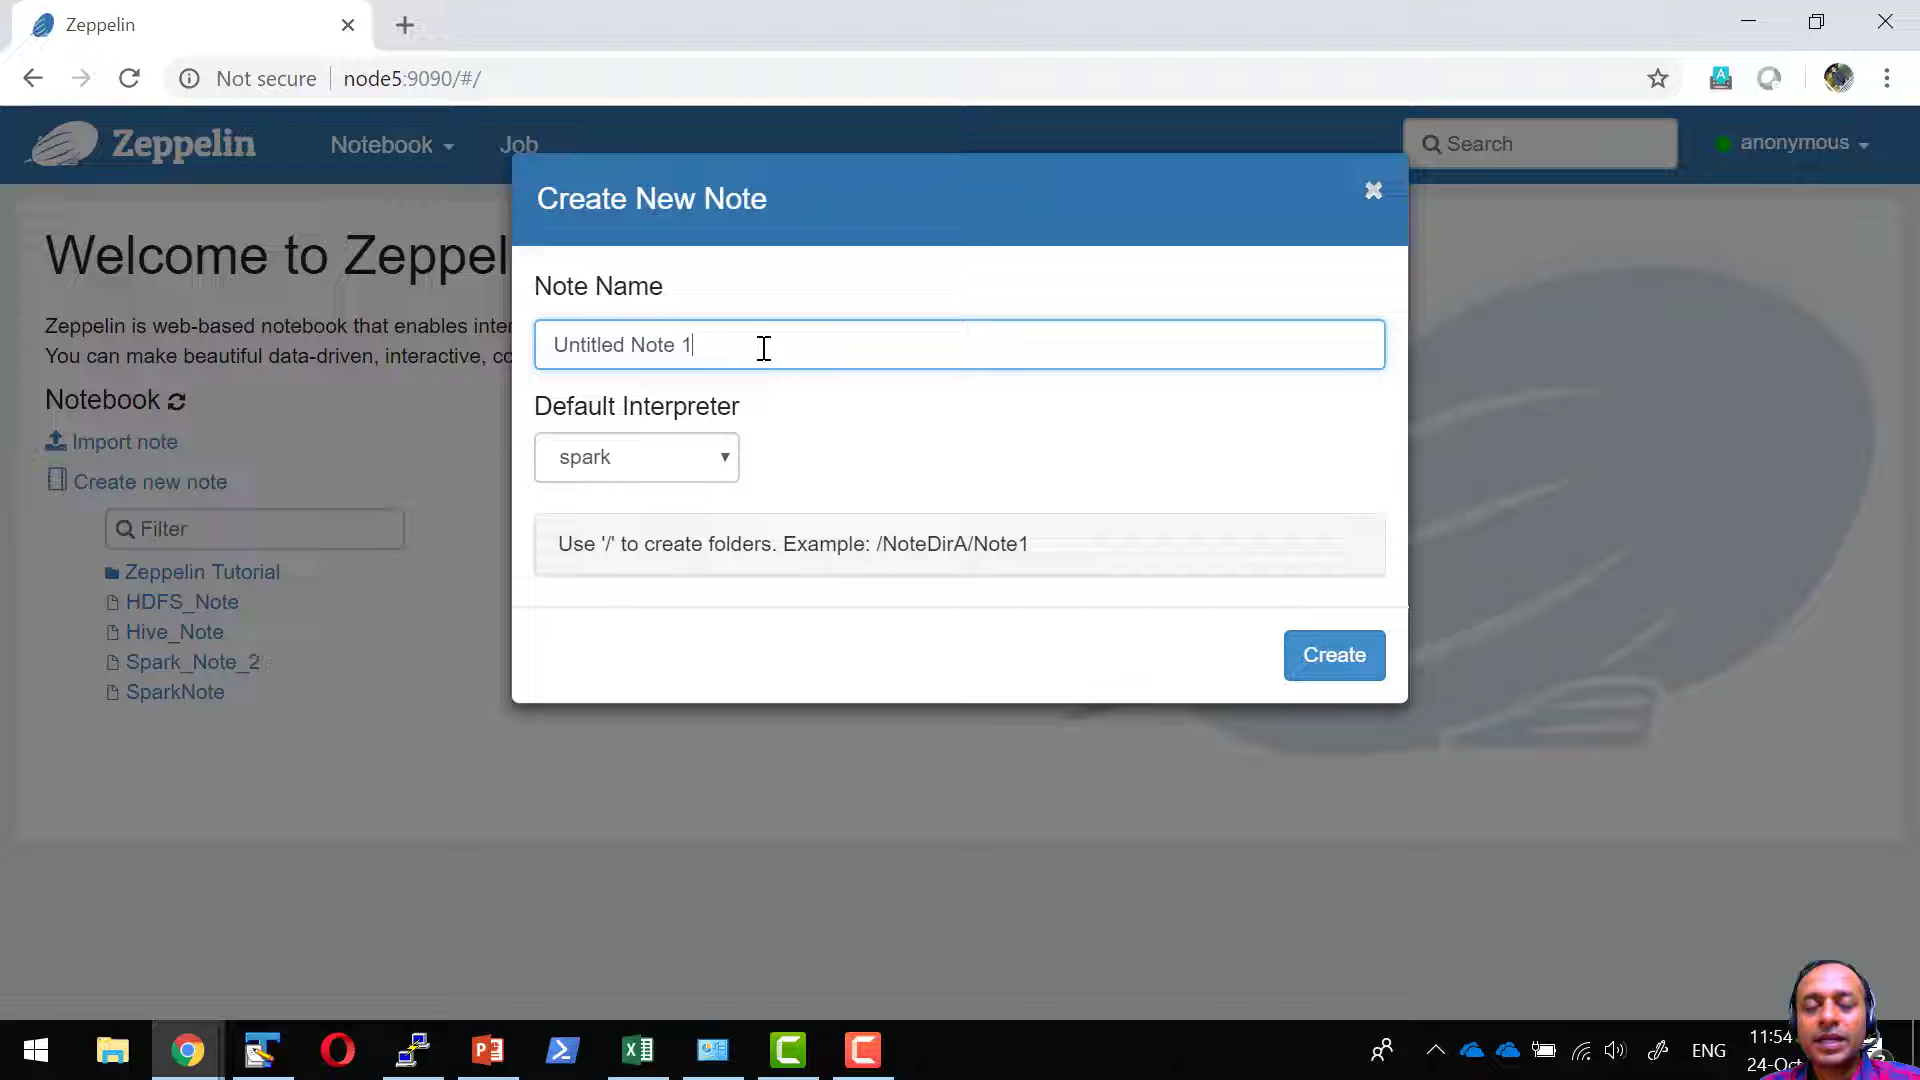 Zeppelin
Not secure
node5:9090/#/
Zeppelin
Notebook
Job
Search
anonymous
Create New Note
Welcome to Zeppel
Note Name
Zeppelin is web-based notebook that enables inter
Untitled Note 1
You can make beautiful data-driven, interactive, co
Notebook
Default Interpreter
Import note
spark
Create new note
Filter
Use '/' to create folders. Example: /NoteDirA/Note1
Zeppelin Tutorial
HDFS_Note
Hive_Note
Spark_Note_2
SparkNote
Create
ENG
11:54
24-Oct